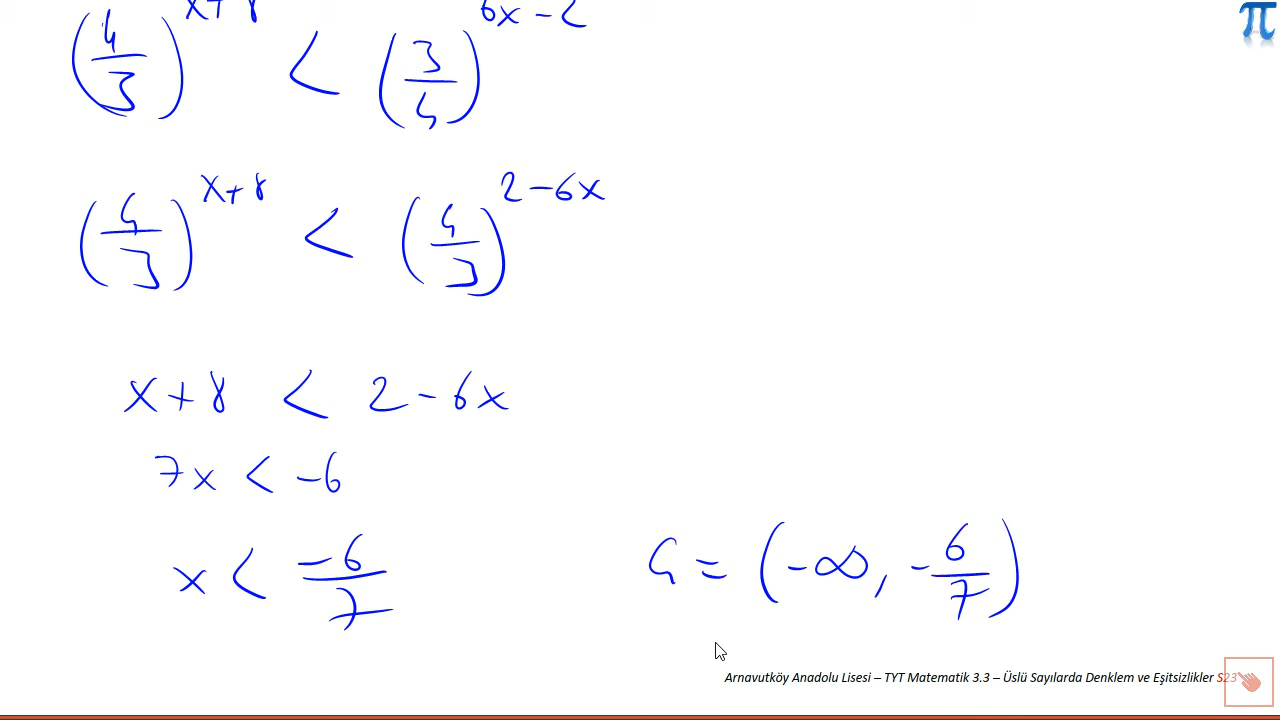 (4/3)^(x+8) < (3/4)^(6x-2)
(4/3)^(x+8) < (4/3)^(2-6x)
x+8 < 2-6x
7x < -6
x < -6/7
Ç = (-∞, -6/7)
Arnavutköy Anadolu Lisesi – TYT Matematik 3.3 – Üslü Sayılarda Denklem ve Eşitsizlikler S23
π